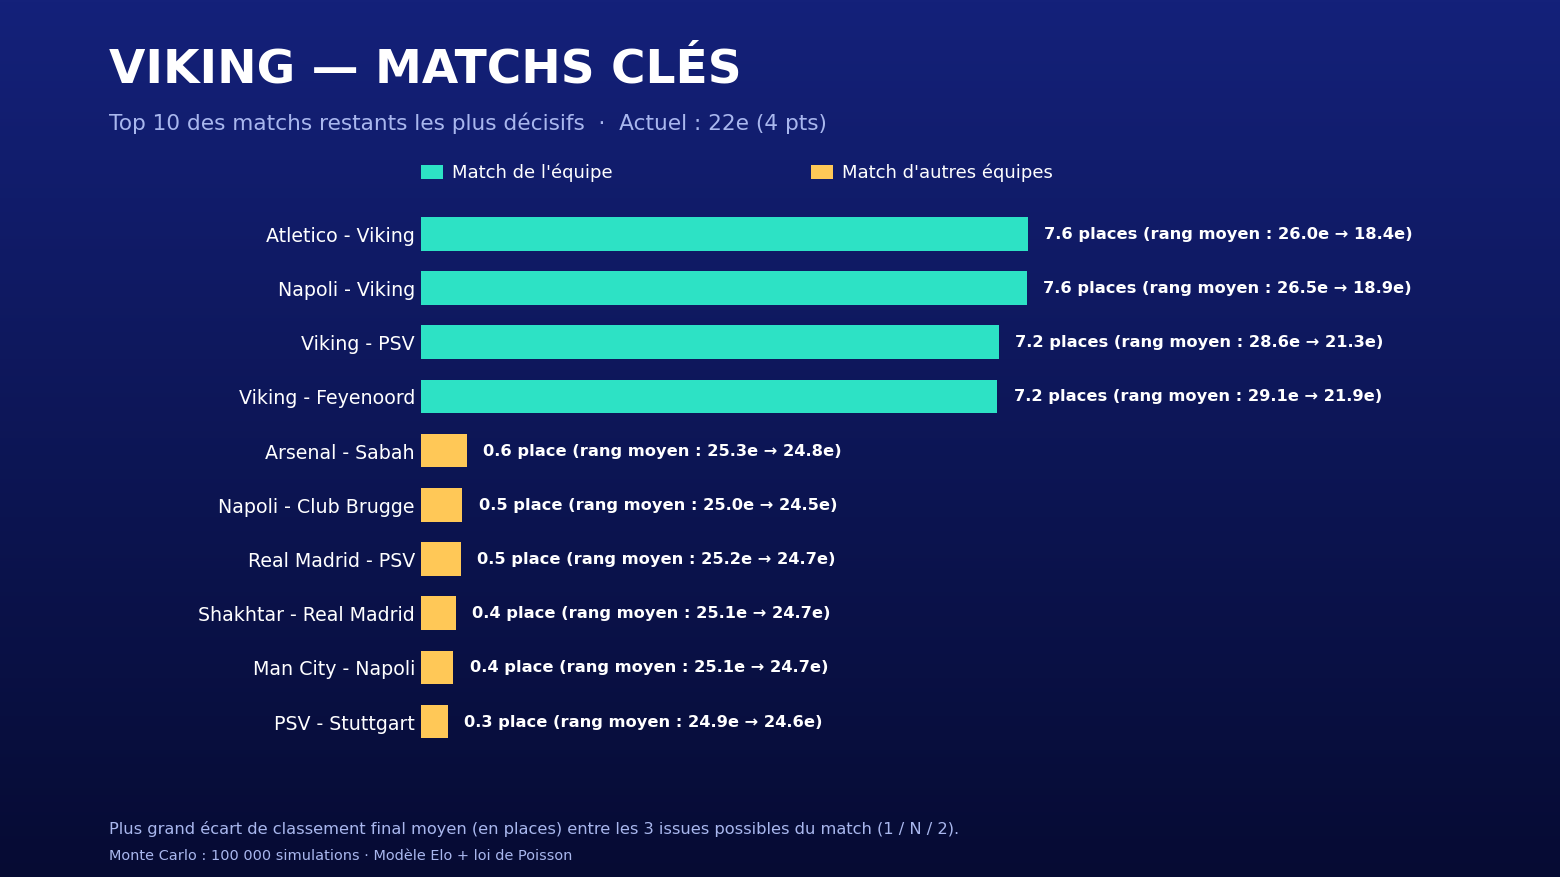 VIKING — MATCHS CLÉS
Top 10 des matchs restants les plus décisifs · Actuel : 22e (4 pts)
Match de l'équipe
Match d'autres équipes
Atletico - Viking 7.6 places (rang moyen : 26.0e → 18.4e)
Napoli - Viking 7.6 places (rang moyen : 26.5e → 18.9e)
Viking - PSV 7.2 places (rang moyen : 28.6e → 21.3e)
Viking - Feyenoord 7.2 places (rang moyen : 29.1e → 21.9e)
Arsenal - Sabah 0.6 place (rang moyen : 25.3e → 24.8e)
Napoli - Club Brugge 0.5 place (rang moyen : 25.0e → 24.5e)
Real Madrid - PSV 0.5 place (rang moyen : 25.2e → 24.7e)
Shakhtar - Real Madrid 0.4 place (rang moyen : 25.1e → 24.7e)
Man City - Napoli 0.4 place (rang moyen : 25.1e → 24.7e)
PSV - Stuttgart 0.3 place (rang moyen : 24.9e → 24.6e)
Plus grand écart de classement final moyen (en places) entre les 3 issues possibles du match (1 / N / 2).
Monte Carlo : 100 000 simulations · Modèle Elo + loi de Poisson